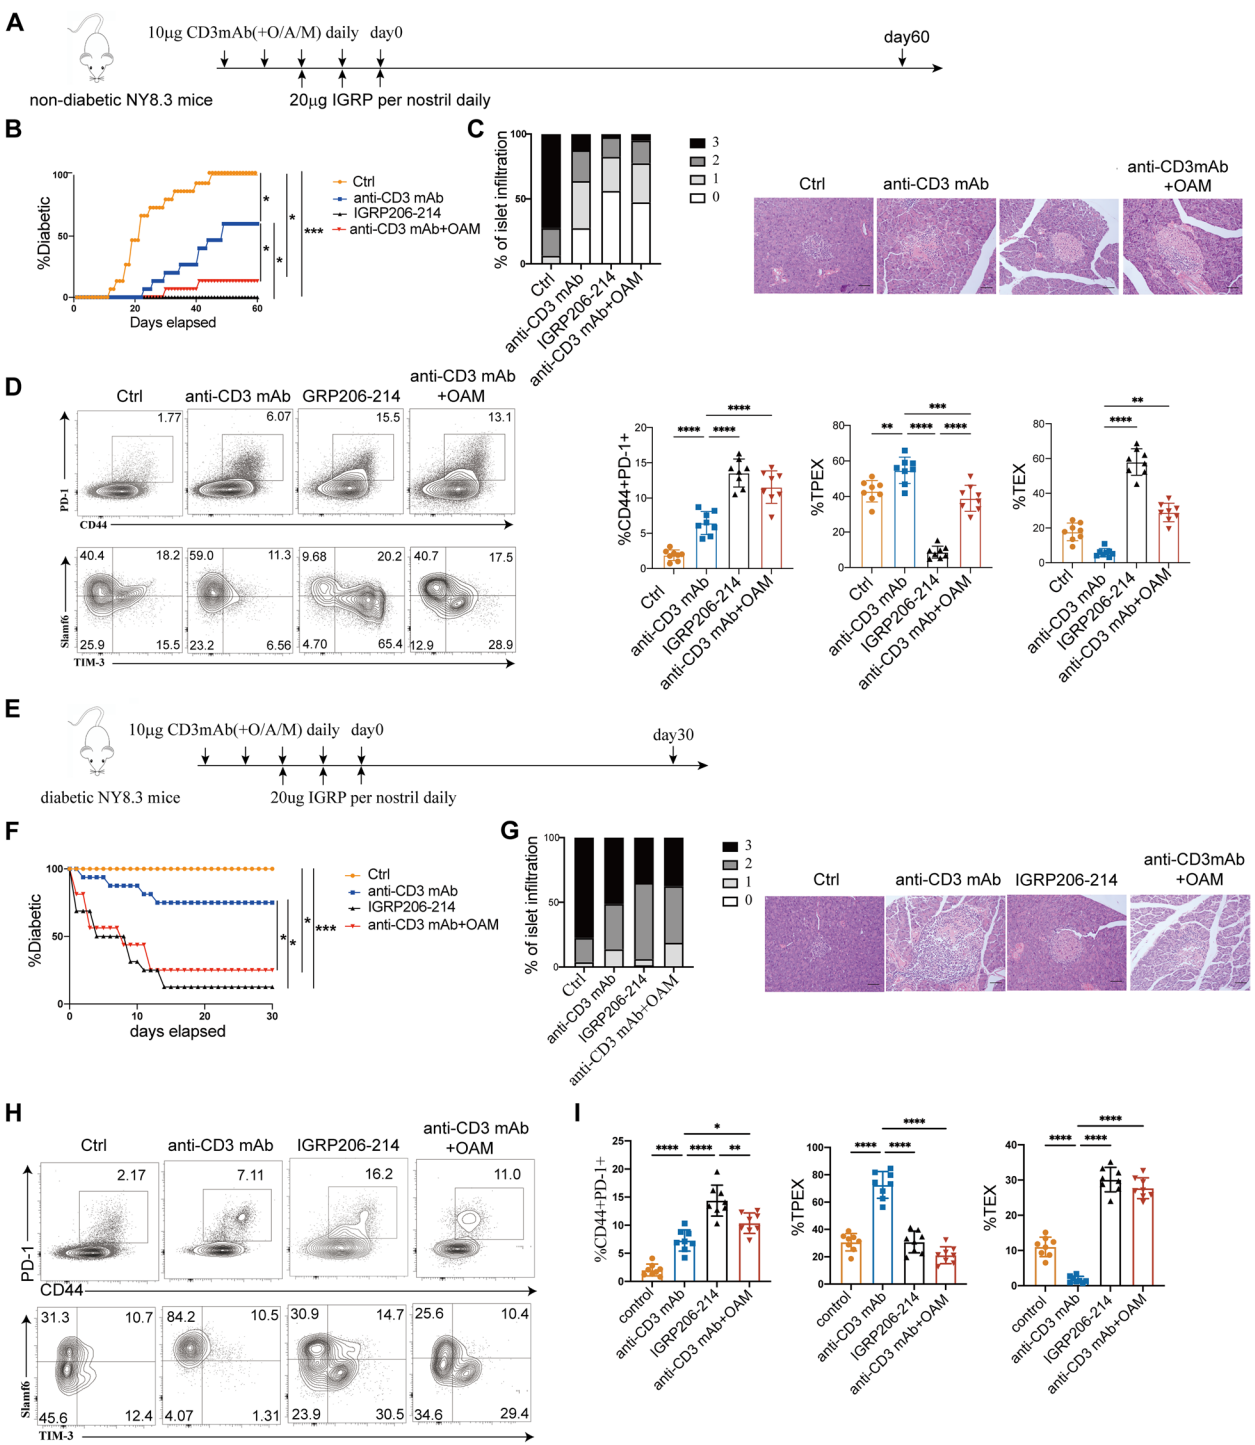 A
10μg CD3mAb(+O/A/M) daily day0
day60
non-diabetic NY8.3 mice
20μg IGRP per nostril daily
B
%Diabetic
100
50
0
0 20 40 60
Days elapsed
Ctrl
anti-CD3 mAb
IGRP206-214
anti-CD3 mAb+OAM
* * * * ***
C
% of islet infiltration
100
50
0
Ctrl
anti-CD3 mAb
IGRP206-214
anti-CD3 mAb+OAM
3
2
1
0
Ctrl
anti-CD3 mAb
anti-CD3mAb
+OAM
D
Ctrl
anti-CD3 mAb
GRP206-214
anti-CD3 mAb
+OAM
1.77 6.07 15.5 13.1
PD-1
CD44
40.4 18.2 59.0 11.3 9.68 20.2 40.7 17.5
25.9 15.5 23.2 6.56 4.70 65.4 12.9 28.9
Slamf6
TIM-3
%CD44+PD-1+
20
15
10
5
0
**** **** ****
Ctrl
anti-CD3 mAb
IGRP206-214
anti-CD3 mAb+OAM
%TPEX
80
60
40
20
0
** *** **** ****
Ctrl
anti-CD3 mAb
IGRP206-214
anti-CD3 mAb+OAM
%TEX
80
60
40
20
0
** ****
Ctrl
anti-CD3 mAb
IGRP206-214
anti-CD3 mAb+OAM
E
10μg CD3mAb(+O/A/M) daily day0
day30
diabetic NY8.3 mice
20ug IGRP per nostril daily
F
%Diabetic
100
50
0
0 10 20 30
days elapsed
Ctrl
anti-CD3 mAb
IGRP206-214
anti-CD3 mAb+OAM
* * * ***
G
% of islet infiltration
100
50
0
Ctrl
anti-CD3 mAb
IGRP206-214
anti-CD3 mAb+OAM
3
2
1
0
Ctrl
anti-CD3 mAb
IGRP206-214
anti-CD3mAb
+OAM
H
Ctrl
anti-CD3 mAb
IGRP206-214
anti-CD3 mAb
+OAM
2.17 7.11 16.2 11.0
PD-1
CD44
31.3 10.7 84.2 10.5 30.9 14.7 25.6 10.4
45.6 12.4 4.07 1.31 23.9 30.5 34.6 29.4
Slamf6
TIM-3
I
%CD44+PD-1+
25
20
15
10
5
0
* **** **** **
control
anti-CD3 mAb
IGRP206-214
anti-CD3 mAb+OAM
%TPEX
100
80
60
40
20
0
**** **** ****
control
anti-CD3 mAb
IGRP206-214
anti-CD3 mAb+OAM
%TEX
40
30
20
10
0
**** **** ****
control
anti-CD3 mAb
IGRP206-214
anti-CD3 mAb+OAM